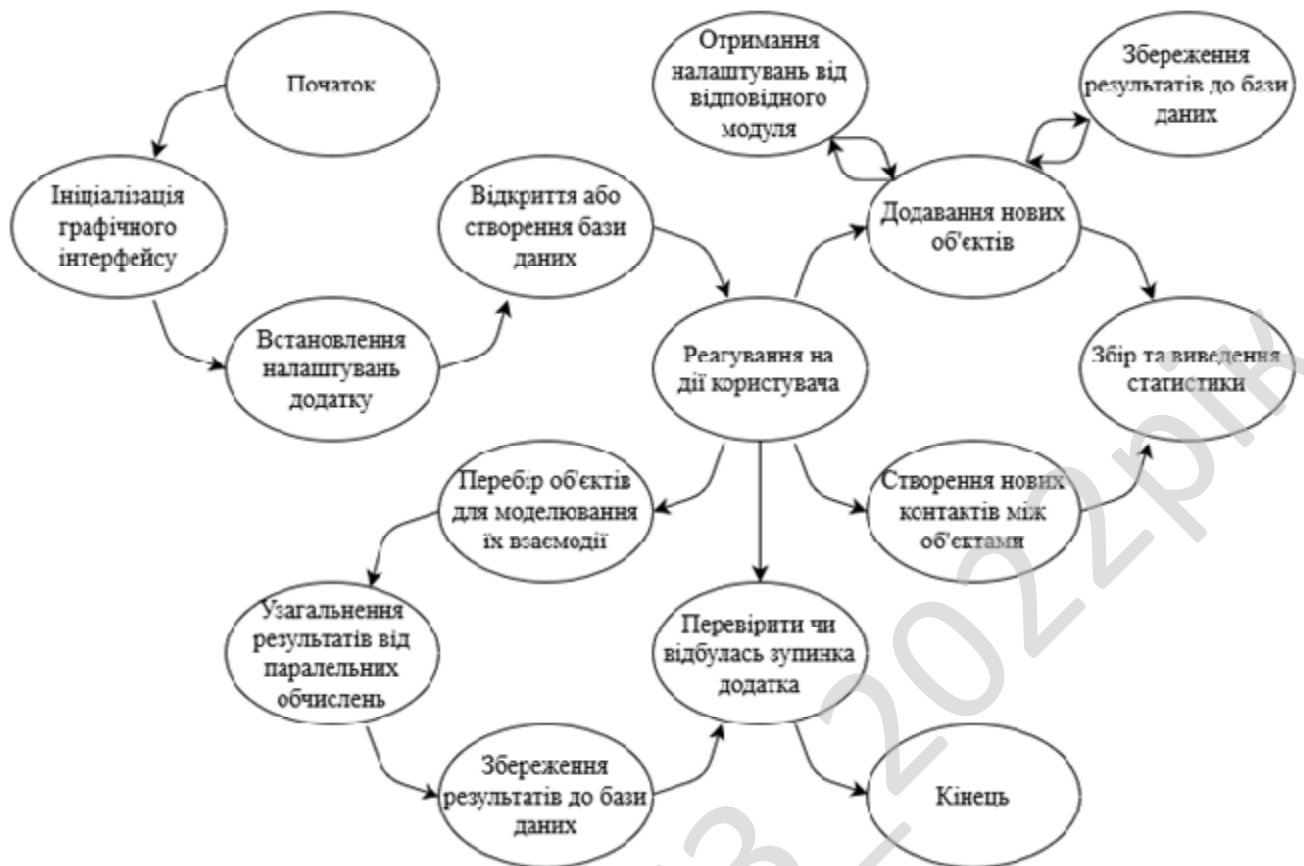 Початок
Отримання
налаштувань від
відповідного
модуля
Збереження
результатів до бази
даних
Ініціалізація
графічного
інтерфейсу
Відкриття або
створення бази
даних
Додавання нових
об'єктів
Встановлення
налаштувань
додатку
Реагування на
дії користувача
Збір та виведення
статистики
Перебір об'єктів
для моделювання
їх взаємодії
Створення нових
контактів між
об'єктами
Узагальнення
результатів від
паралельних
обчислень
Перевірити чи
відбулась зупинка
додатка
Збереження
результатів до бази
даних
Кінець
3_2022рік